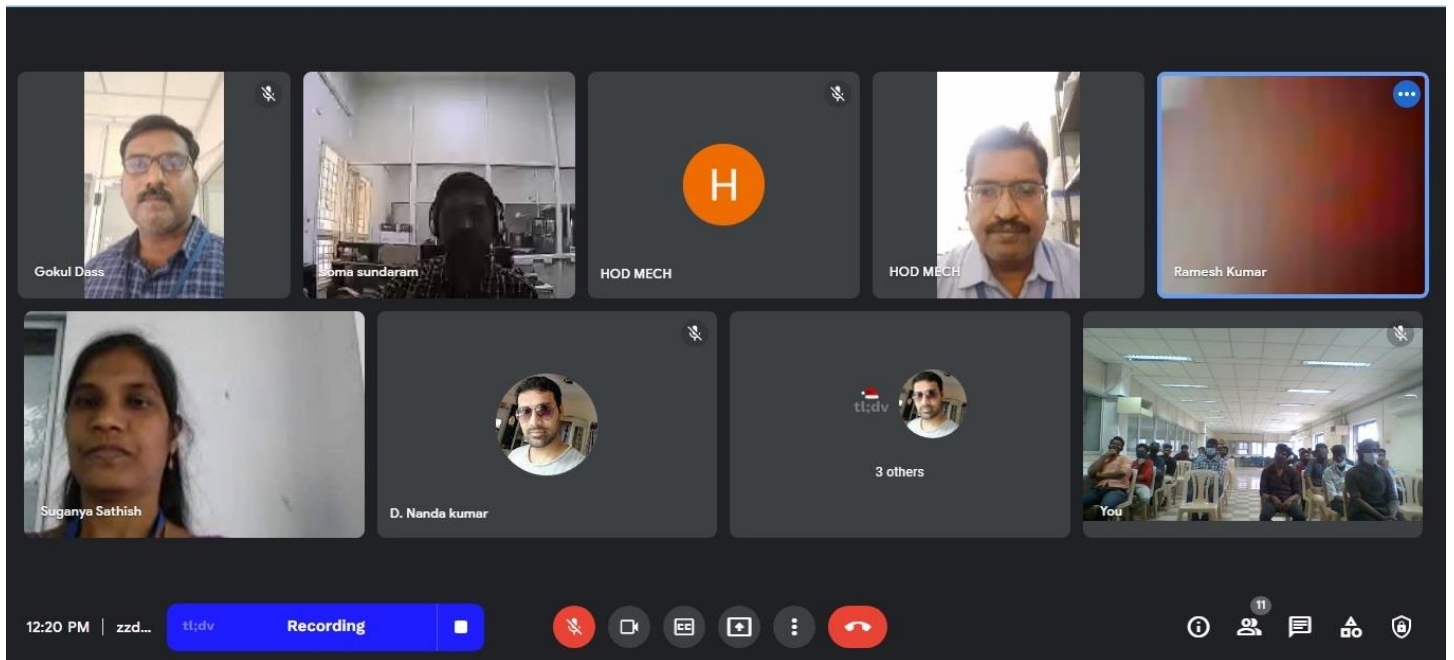 Gokul Dass
Soma sundaram
H
HOD MECH
HOD MECH
Ramesh Kumar
Suganya Sathish
D. Nanda kumar
tl;dv
3 others
You
12:20 PM | zzd...
tl;dv Recording
CC
11